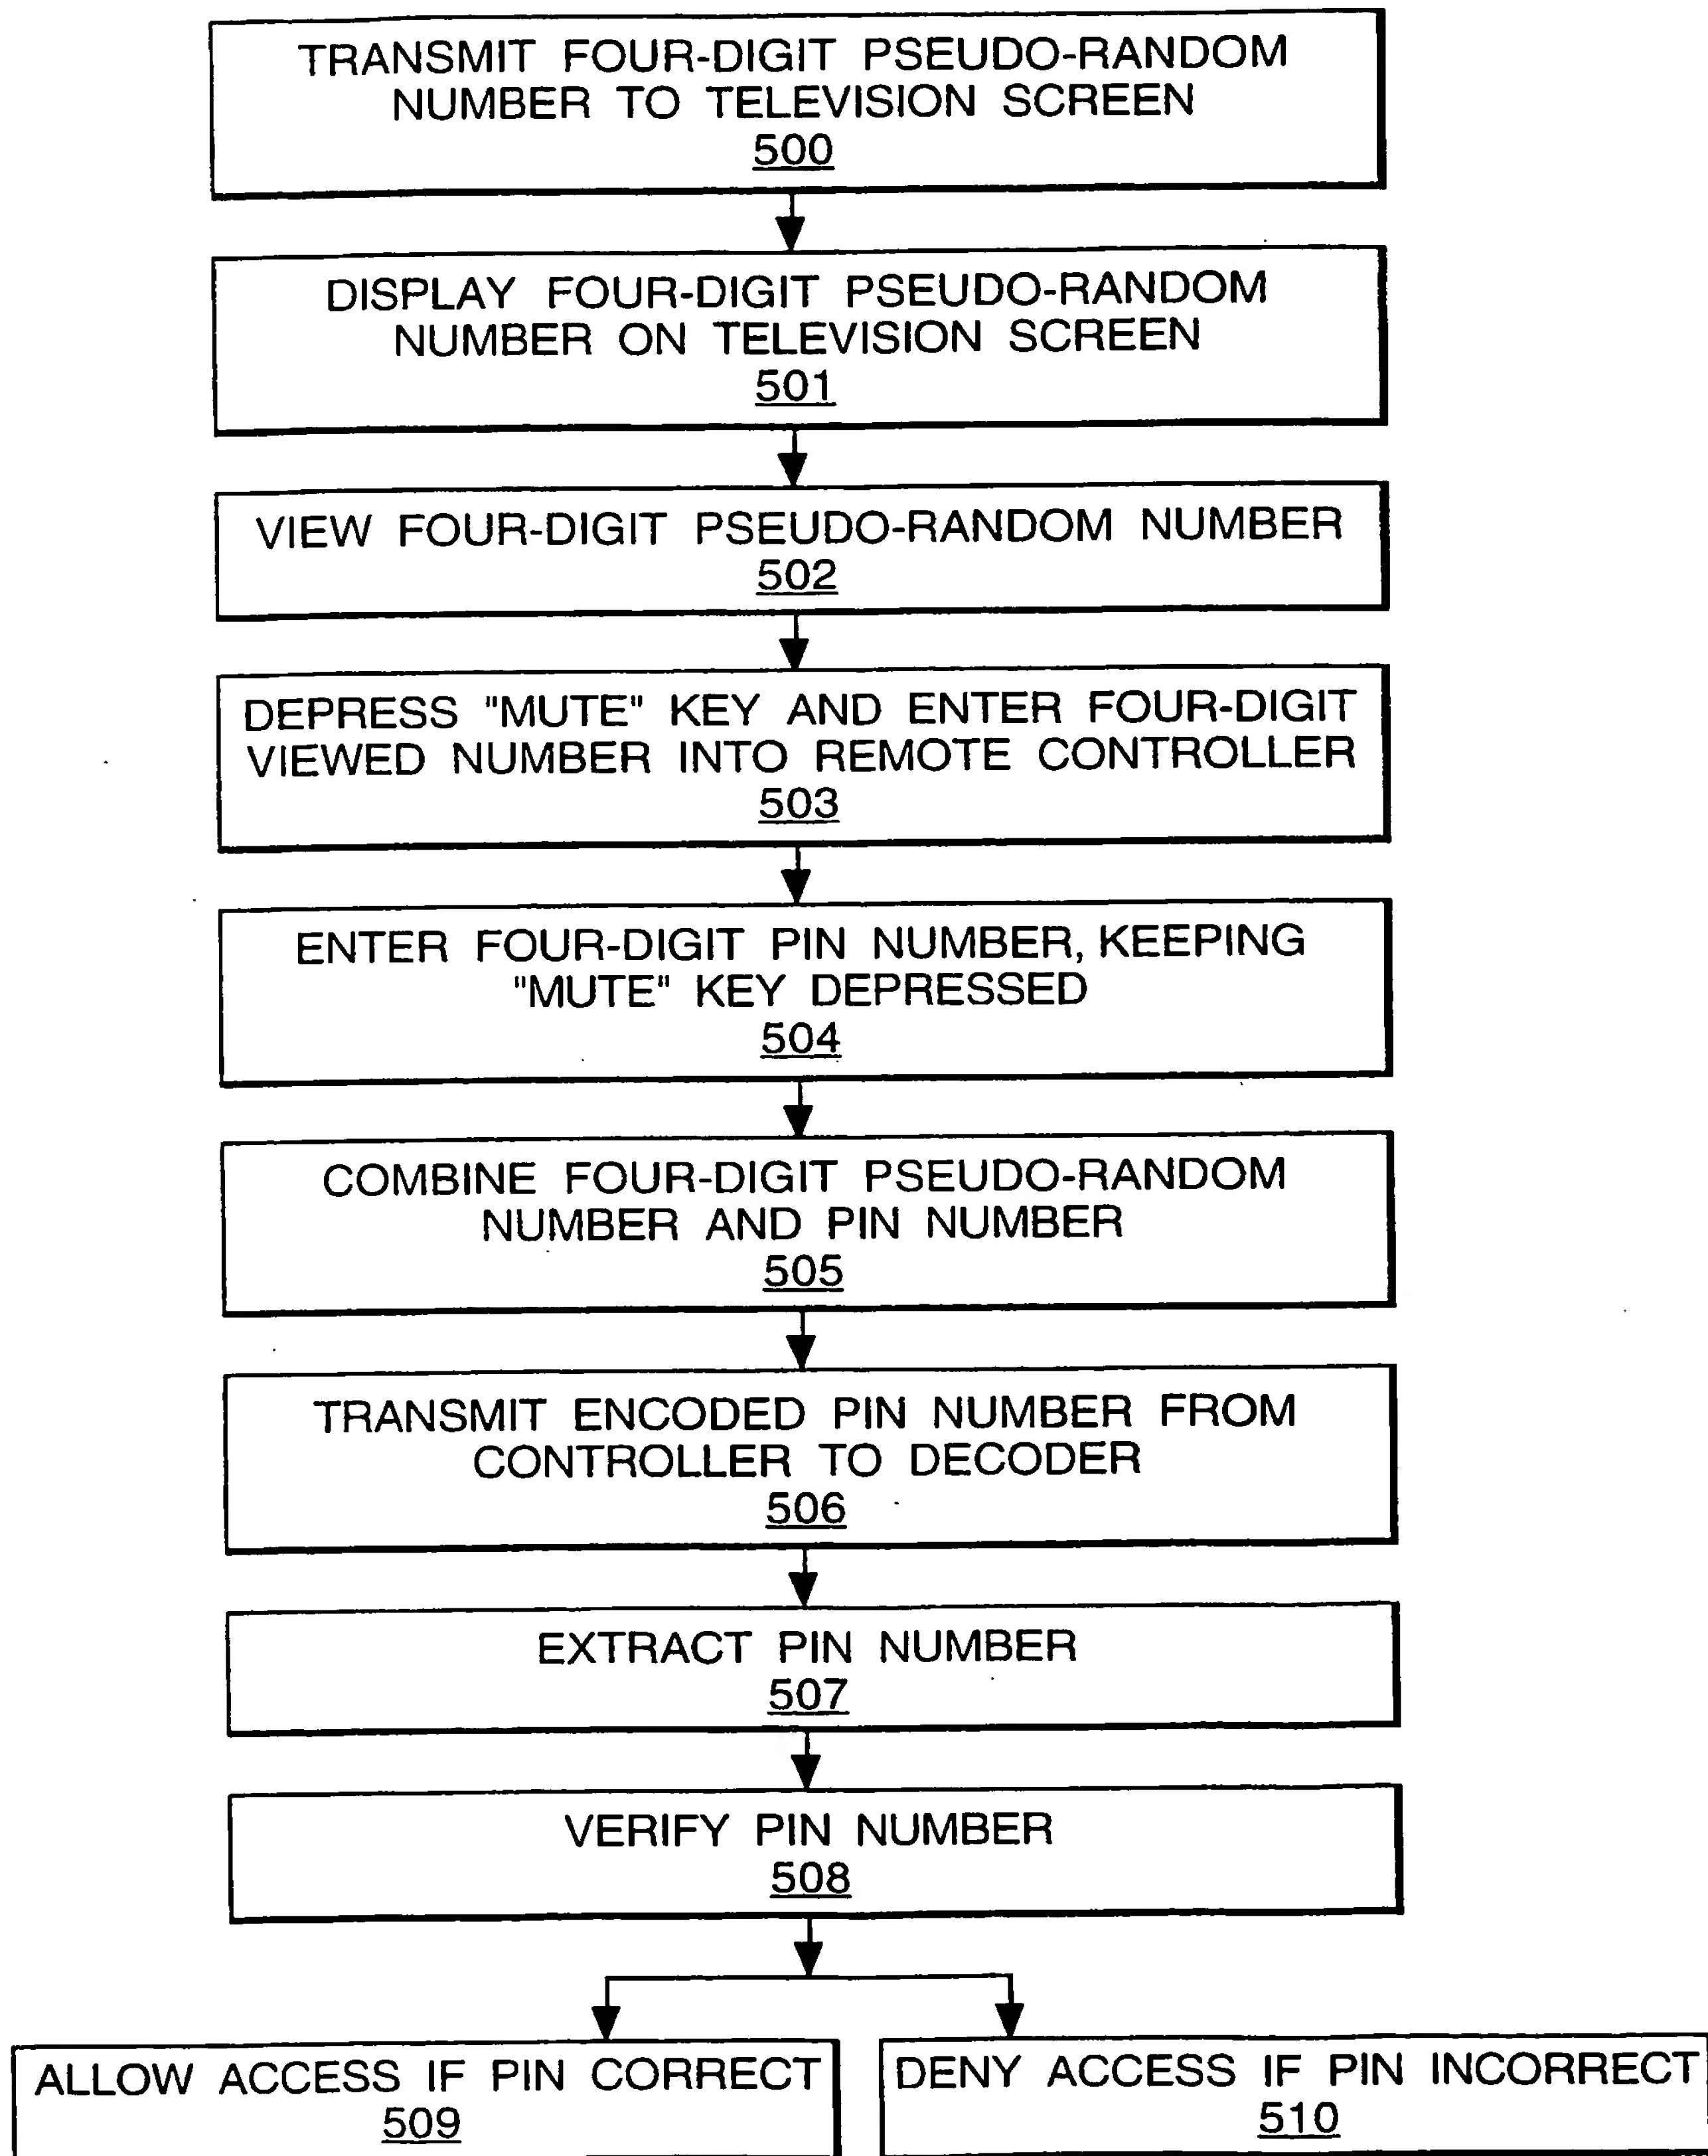 TRANSMIT FOUR-DIGIT PSEUDO-RANDOM
NUMBER TO TELEVISION SCREEN
500
DISPLAY FOUR-DIGIT PSEUDO-RANDOM
NUMBER ON TELEVISION SCREEN
501
VIEW FOUR-DIGIT PSEUDO-RANDOM NUMBER
502
DEPRESS "MUTE" KEY AND ENTER FOUR-DIGIT
VIEWED NUMBER INTO REMOTE CONTROLLER
503
ENTER FOUR-DIGIT PIN NUMBER, KEEPING
"MUTE" KEY DEPRESSED
504
COMBINE FOUR-DIGIT PSEUDO-RANDOM
NUMBER AND PIN NUMBER
505
TRANSMIT ENCODED PIN NUMBER FROM
CONTROLLER TO DECODER
506
EXTRACT PIN NUMBER
507
VERIFY PIN NUMBER
508
ALLOW ACCESS IF PIN CORRECT
509
DENY ACCESS IF PIN INCORRECT
510